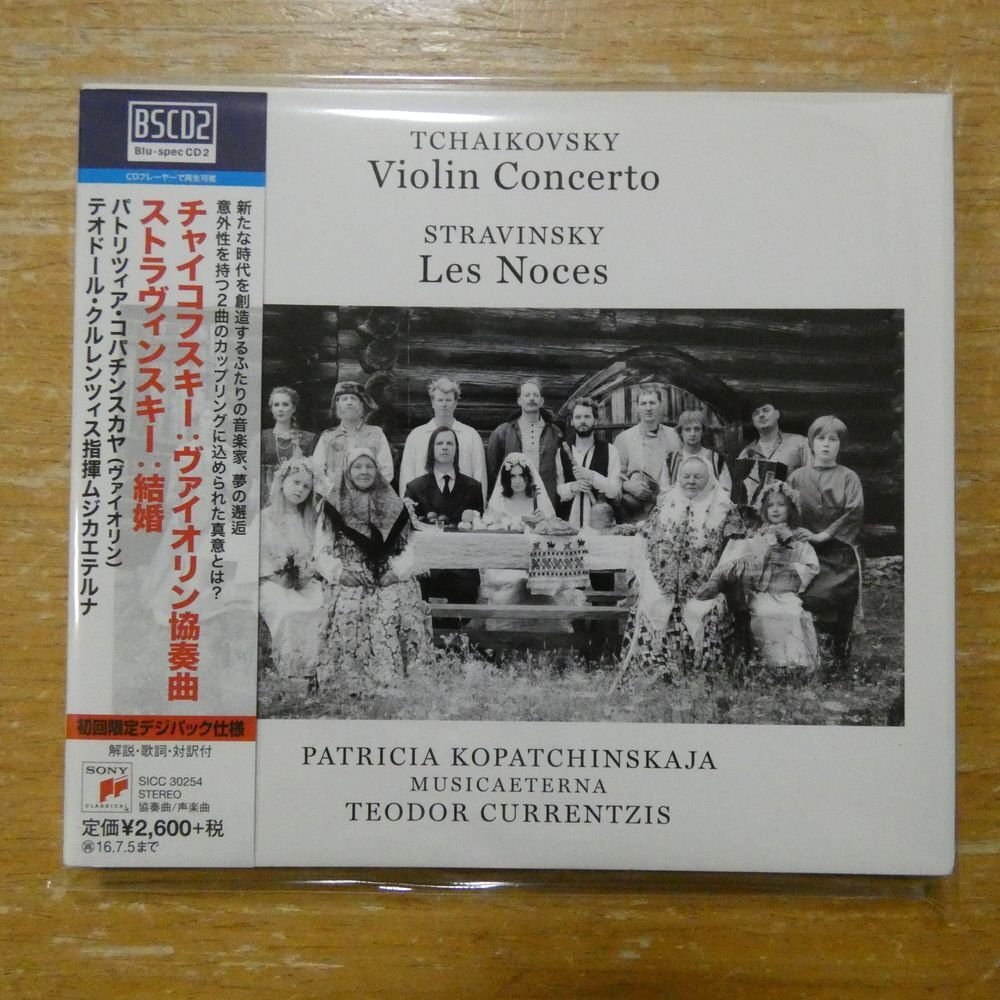 BSCD2
Blu-spec CD2
CDプレーヤーで再生可能
新たな時代を創造するふたりの音楽家、夢の邂逅
意外性を持つ2曲のカップリングに込められた真意とは?
チャイコフスキー:ヴァイオリン協奏曲
ストラヴィンスキー:結婚
パトリツィア・コパチンスカヤ(ヴァイオリン)
テオドール・クルレンツィス指揮ムジカエテルナ
初回限定デジパック仕様
解説・歌詞・対訳付
SONY
CLASSICAL
SICC 30254
STEREO
協奏曲/声楽曲
定価¥2,600+税
再16.7.5まで
TCHAIKOVSKY
Violin Concerto
STRAVINSKY
Les Noces
PATRICIA KOPATCHINSKAJA
MUSICAETERNA
TEODOR CURRENTZIS